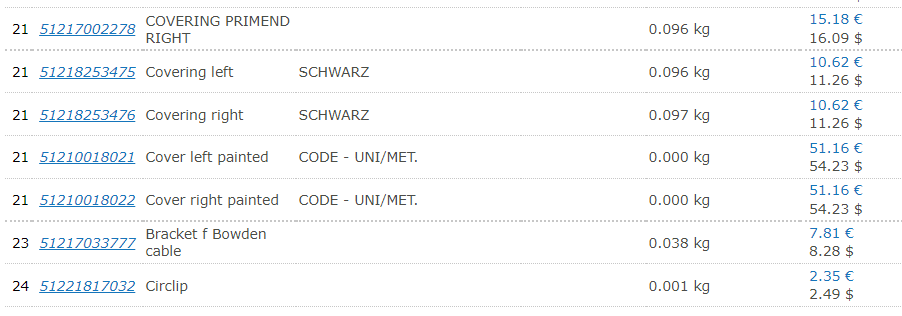 21 51217002278 COVERING PRIMEND RIGHT 0.096 kg 15.18 €
16.09 $
21 51218253475 Covering left SCHWARZ 0.096 kg 10.62 €
11.26 $
21 51218253476 Covering right SCHWARZ 0.097 kg 10.62 €
11.26 $
21 51210018021 Cover left painted CODE - UNI/MET. 0.000 kg 51.16 €
54.23 $
21 51210018022 Cover right painted CODE - UNI/MET. 0.000 kg 51.16 €
54.23 $
23 51217033777 Bracket f Bowden cable 0.038 kg 7.81 €
8.28 $
24 51221817032 Circlip 0.001 kg 2.35 €
2.49 $